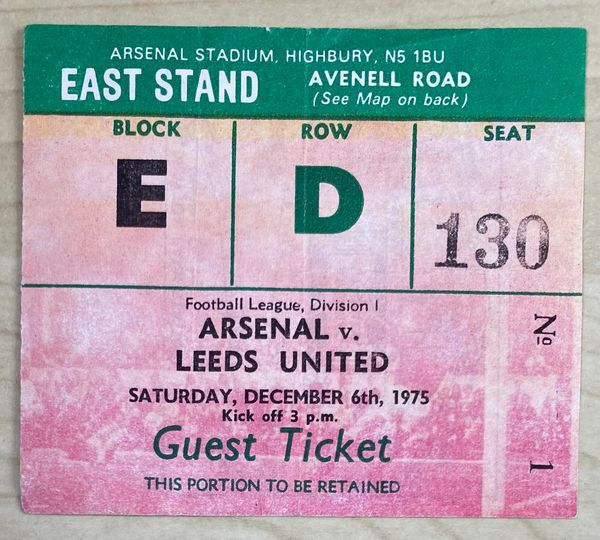 ARSENAL STADIUM, HIGHBURY, N5 1BU
EAST STAND
AVENELL ROAD
(See Map on back)
BLOCK
ROW
SEAT
E
D
130
Football League, Division 1
ARSENAL v.
LEEDS UNITED
SATURDAY, DECEMBER 6th, 1975
Kick off 3 p.m.
Guest Ticket
THIS PORTION TO BE RETAINED
Nº 1